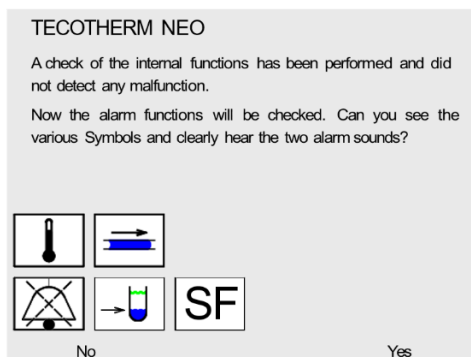 TECOTHERM NEO
A check of the internal functions has been performed and did
not detect any malfunction.
Now the alarm functions will be checked. Can you see the
various Symbols and clearly hear the two alarm sounds?
SF
No Yes